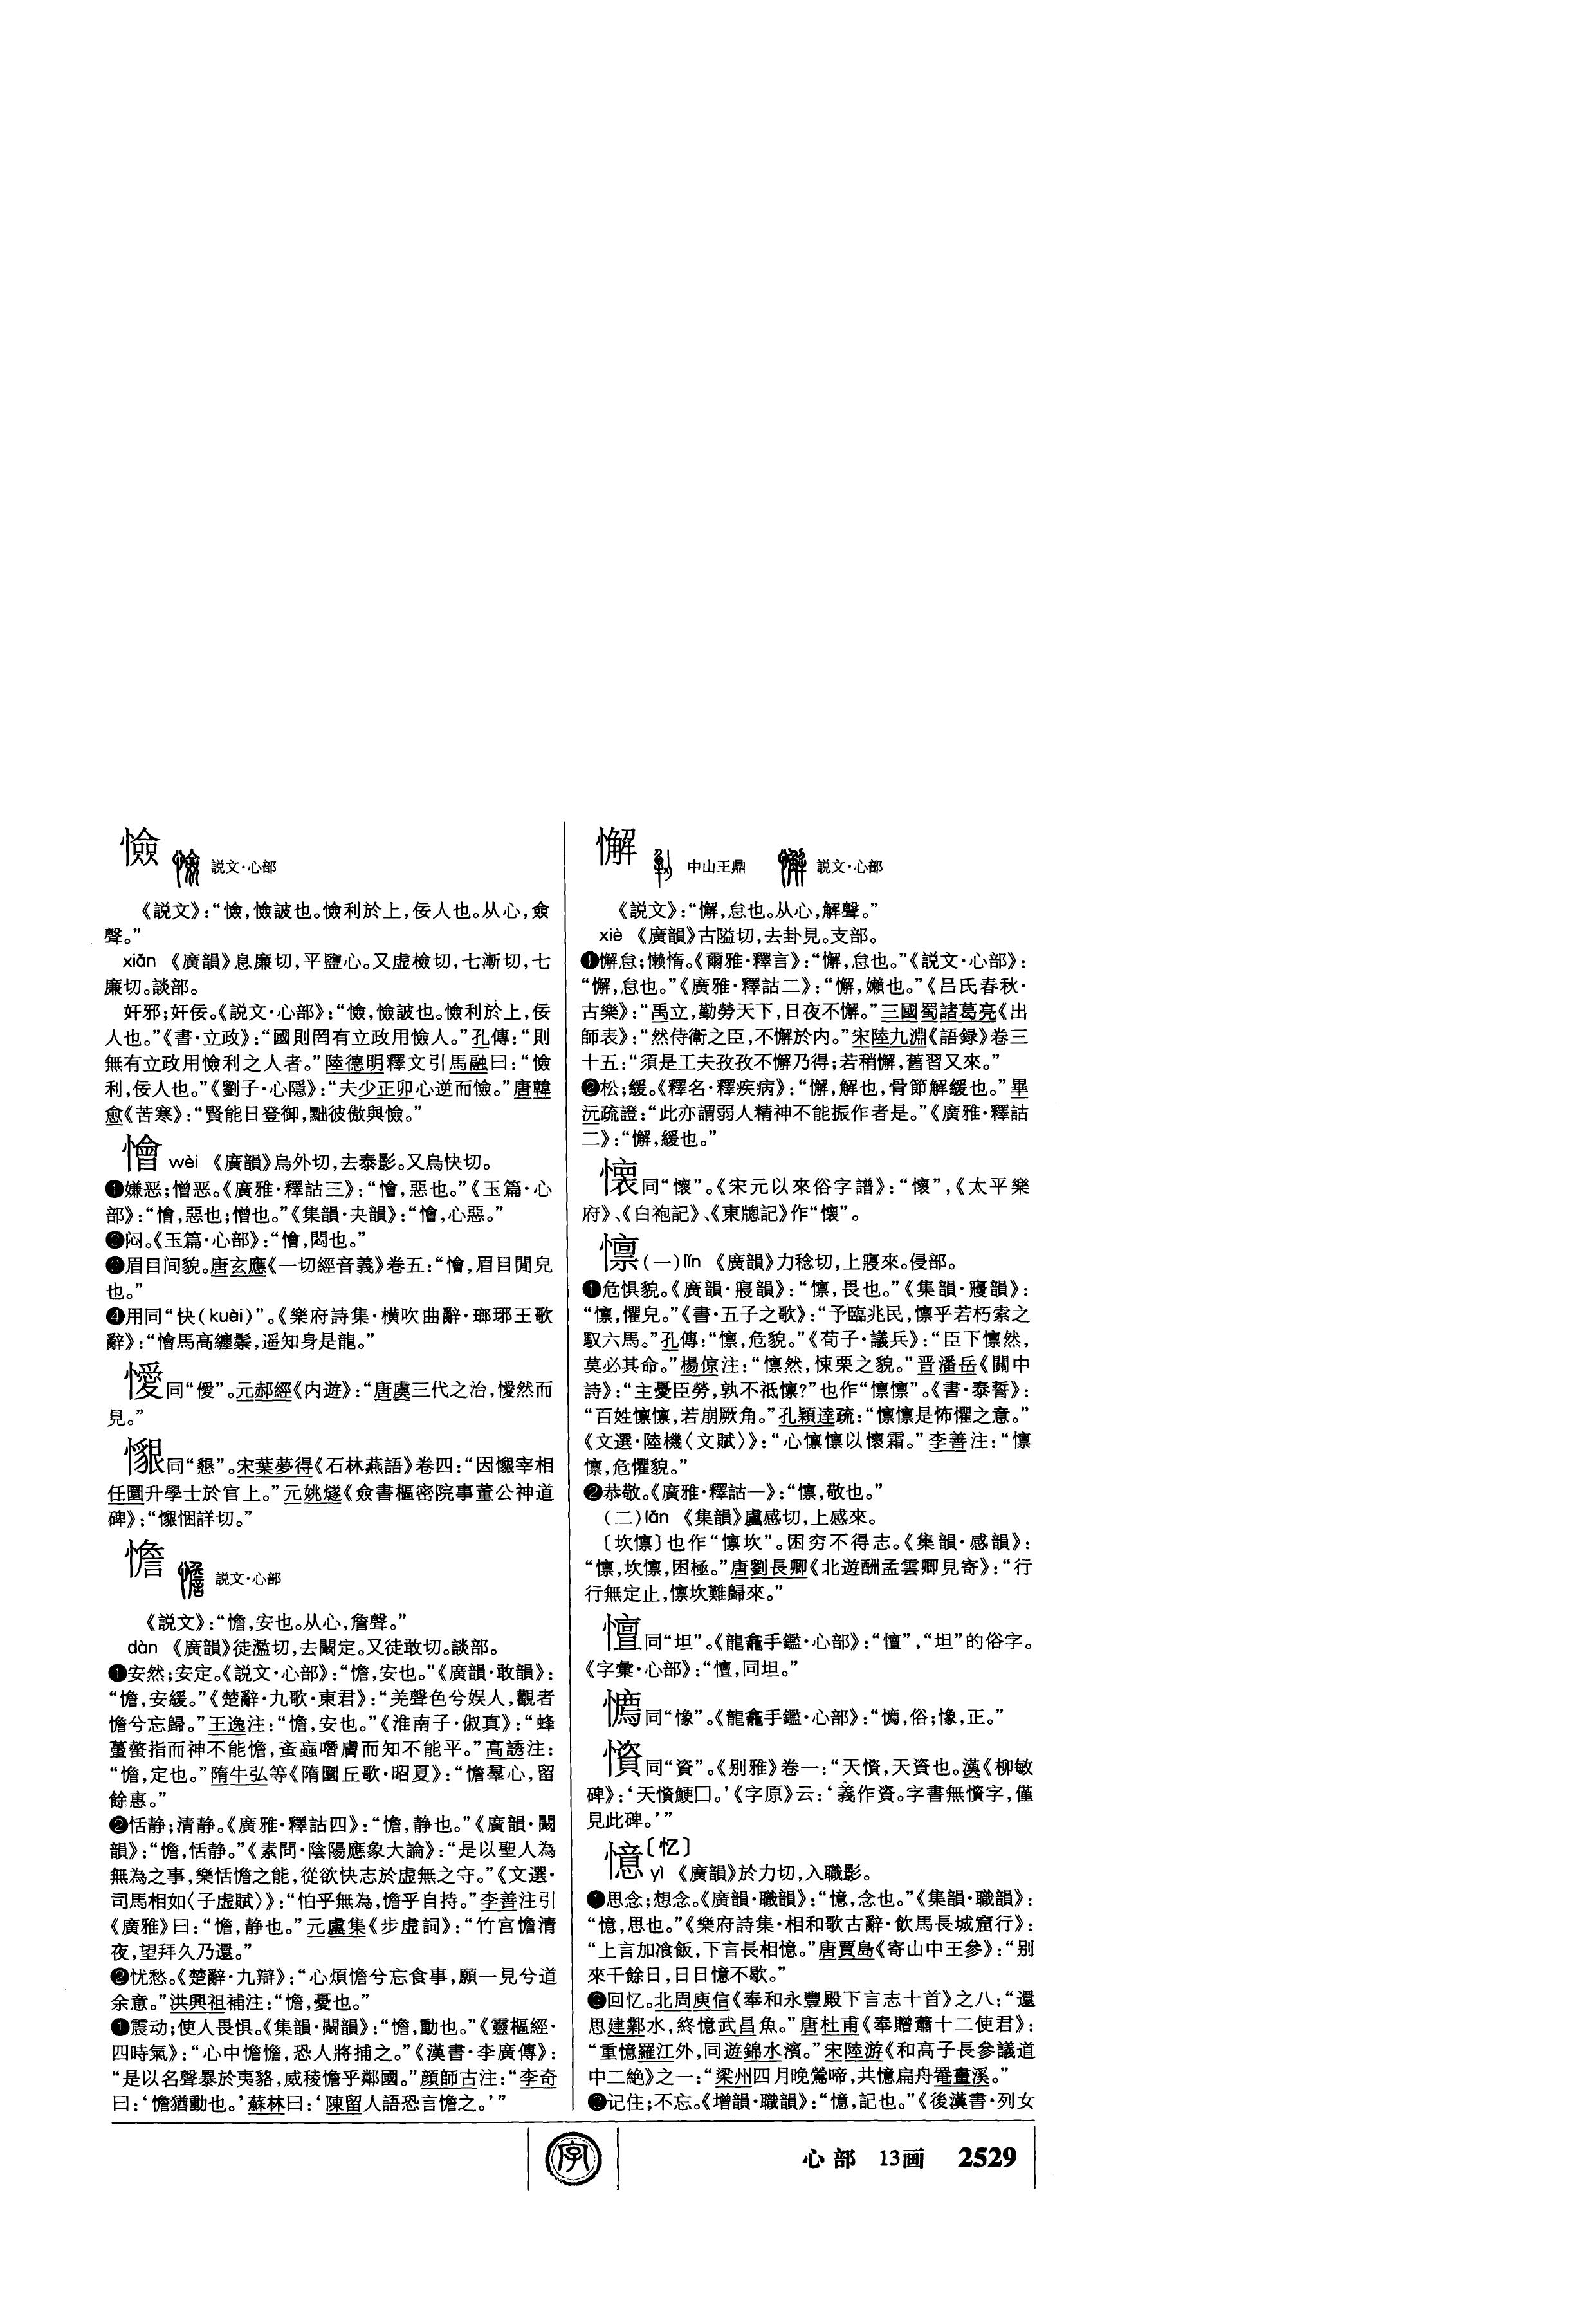 憸
説文·心部
《説文》：“憸，憸詖也。憸利於上，佞人也。从心，僉
聲。”
xiān 《廣韻》息廉切，平鹽心。又虚檢切，七漸切，七
廉切。談部。
奸邪；奸佞。《説文·心部》：“憸，憸詖也。憸利於上，佞
人也。”《書·立政》：“國則罔有立政用憸人。”孔傳：“則
無有立政用憸利之人者。”陸德明釋文引馬融曰：“憸
利，佞人也。”《劉子·心隱》：“夫少正卯心逆而憸。”唐韓
愈《苦寒》：“賢能日登御，黜彼傲與憸。”
懀 wèi 《廣韻》烏外切，去泰影。又烏快切。
❶嫌恶；憎恶。《廣雅·釋詁三》：“懀，惡也。”《玉篇·心
部》：“懀，惡也；憎也。”《集韻·夬韻》：“懀，心惡。”
❷闷。《玉篇·心部》：“懀，悶也。”
❸眉目间貌。唐玄應《一切經音義》卷五：“懀，眉目閒皃
也。”
❹用同“快（kuài）”。《樂府詩集·横吹曲辭·瑯琊王歌
辭》：“懀馬高纏鬃，遥知身是龍。”
懓同“僾”。元郝經《内遊》：“唐虞三代之治，懓然而
見。”
㦖同“懇”。宋葉夢得《石林燕語》卷四：“因㦖宰相
任圜升學士於官上。”元姚燧《僉書樞密院事董公神道
碑》：“㦖悃詳切。”
憺
説文·心部
《説文》：“憺，安也。从心，詹聲。”
dàn 《廣韻》徒濫切，去闞定。又徒敢切。談部。
❶安然；安定。《説文·心部》：“憺，安也。”《廣韻·敢韻》：
“憺，安緩。”《楚辭·九歌·東君》：“羌聲色兮娱人，觀者
憺兮忘歸。”王逸注：“憺，安也。”《淮南子·俶真》：“蜂
蠆螫指而神不能憺，蚉蝱噆膚而知不能平。”高誘注：
“憺，定也。”隋牛弘等《隋圜丘歌·昭夏》：“憺羣心，留
餘惠。”
❷恬静；清静。《廣雅·釋詁四》：“憺，静也。”《廣韻·闞
韻》：“憺，恬静。”《素問·陰陽應象大論》：“是以聖人為
無為之事，樂恬憺之能，從欲快志於虚無之守。”《文選·
司馬相如〈子虚賦〉》：“怕乎無為，憺乎自持。”李善注引
《廣雅》曰：“憺，静也。”元盧集《步虚詞》：“竹宫憺清
夜，望拜久乃還。”
❷忧愁。《楚辭·九辯》：“心煩憺兮忘食事，願一見兮道
余意。”洪興祖補注：“憺，憂也。”
❶震动；使人畏惧。《集韻·闞韻》：“憺，動也。”《靈樞經·
四時氣》：“心中憺憺，恐人將捕之。”《漢書·李廣傳》：
“是以名聲暴於夷貉，威稜憺乎鄰國。”顔師古注：“李奇
曰：‘憺猶動也。’蘇林曰：‘陳留人語恐言憺之。’”
懈
中山王鼎 説文·心部
《説文》：“懈，怠也。从心，解聲。”
xiè 《廣韻》古隘切，去卦見。支部。
❶懈怠；懒惰。《爾雅·釋言》：“懈，怠也。”《説文·心部》：
“懈，怠也。”《廣雅·釋詁二》：“懈，嬾也。”《吕氏春秋·
古樂》：“禹立，勤勞天下，日夜不懈。”三國蜀諸葛亮《出
師表》：“然侍衛之臣，不懈於内。”宋陸九淵《語録》卷三
十五：“須是工夫孜孜不懈乃得；若稍懈，舊習又來。”
❷松；緩。《釋名·釋疾病》：“懈，解也，骨節解緩也。”畢
沅疏證：“此亦謂弱人精神不能振作者是。”《廣雅·釋詁
二》：“懈，緩也。”
懐同“懷”。《宋元以來俗字譜》：“懷”，《太平樂
府》、《白袍記》、《東牕記》作“懐”。
懔（一）lǐn 《廣韻》力稔切，上寑來。侵部。
❶危惧貌。《廣韻·寑韻》：“懔，畏也。”《集韻·寑韻》：
“懔，懼皃。”《書·五子之歌》：“予臨兆民，懔乎若朽索之
馭六馬。”孔傳：“懔，危貌。”《荀子·議兵》：“臣下懔然，
莫必其命。”楊倞注：“懔然，悚栗之貌。”晋潘岳《關中
詩》：“主憂臣勞，孰不祗懔？”也作“懔懔”。《書·泰誓》：
“百姓懔懔，若崩厥角。”孔穎達疏：“懔懔是怖懼之意。”
《文選·陸機〈文賦〉》：“心懔懔以懷霜。”李善注：“懔
懔，危懼貌。”
❷恭敬。《廣雅·釋詁一》：“懔，敬也。”
（二）lǎn 《集韻》盧感切，上感來。
〔坎懔〕也作“懔坎”。困穷不得志。《集韻·感韻》：
“懔，坎懔，困極。”唐劉長卿《北遊酬孟雲卿見寄》：“行
行無定止，懔坎難歸來。”
㦔同“坦”。《龍龕手鑑·心部》：“㦔”，“坦”的俗字。
《字彙·心部》：“㦔，同坦。”
同“㒸”。《龍龕手鑑·心部》：
同“資”。《别雅》卷一：“天㦞，天資也。漢《柳敏
碑》：‘天㦞鯁□。’《字原》云：‘義作資。字書無㦞字，僅
見此碑。’”
憶〔忆〕
yì 《廣韻》於力切，入職影。
❶思念；想念。《廣韻·職韻》：“憶，念也。”《集韻·職韻》：
“憶，思也。”《樂府詩集·相和歌古辭·飲馬長城窟行》：
“上言加飡飯，下言長相憶。”唐賈島《寄山中王參》：“别
來千餘日，日日憶不歇。”
❷回忆。北周庾信《奉和永豐殿下言志十首》之八：“還
思建鄴水，終憶武昌魚。”唐杜甫《奉贈蕭十二使君》：
“重憶羅江外，同遊錦水濱。”宋陸游《和高子長參議道
中二絶》之一：“梁州四月晚鶯啼，共憶扁舟罨畫溪。”
❸记住；不忘。《增韻·職韻》：“憶，記也。”《後漢書·列女
字
心部 13画 2529